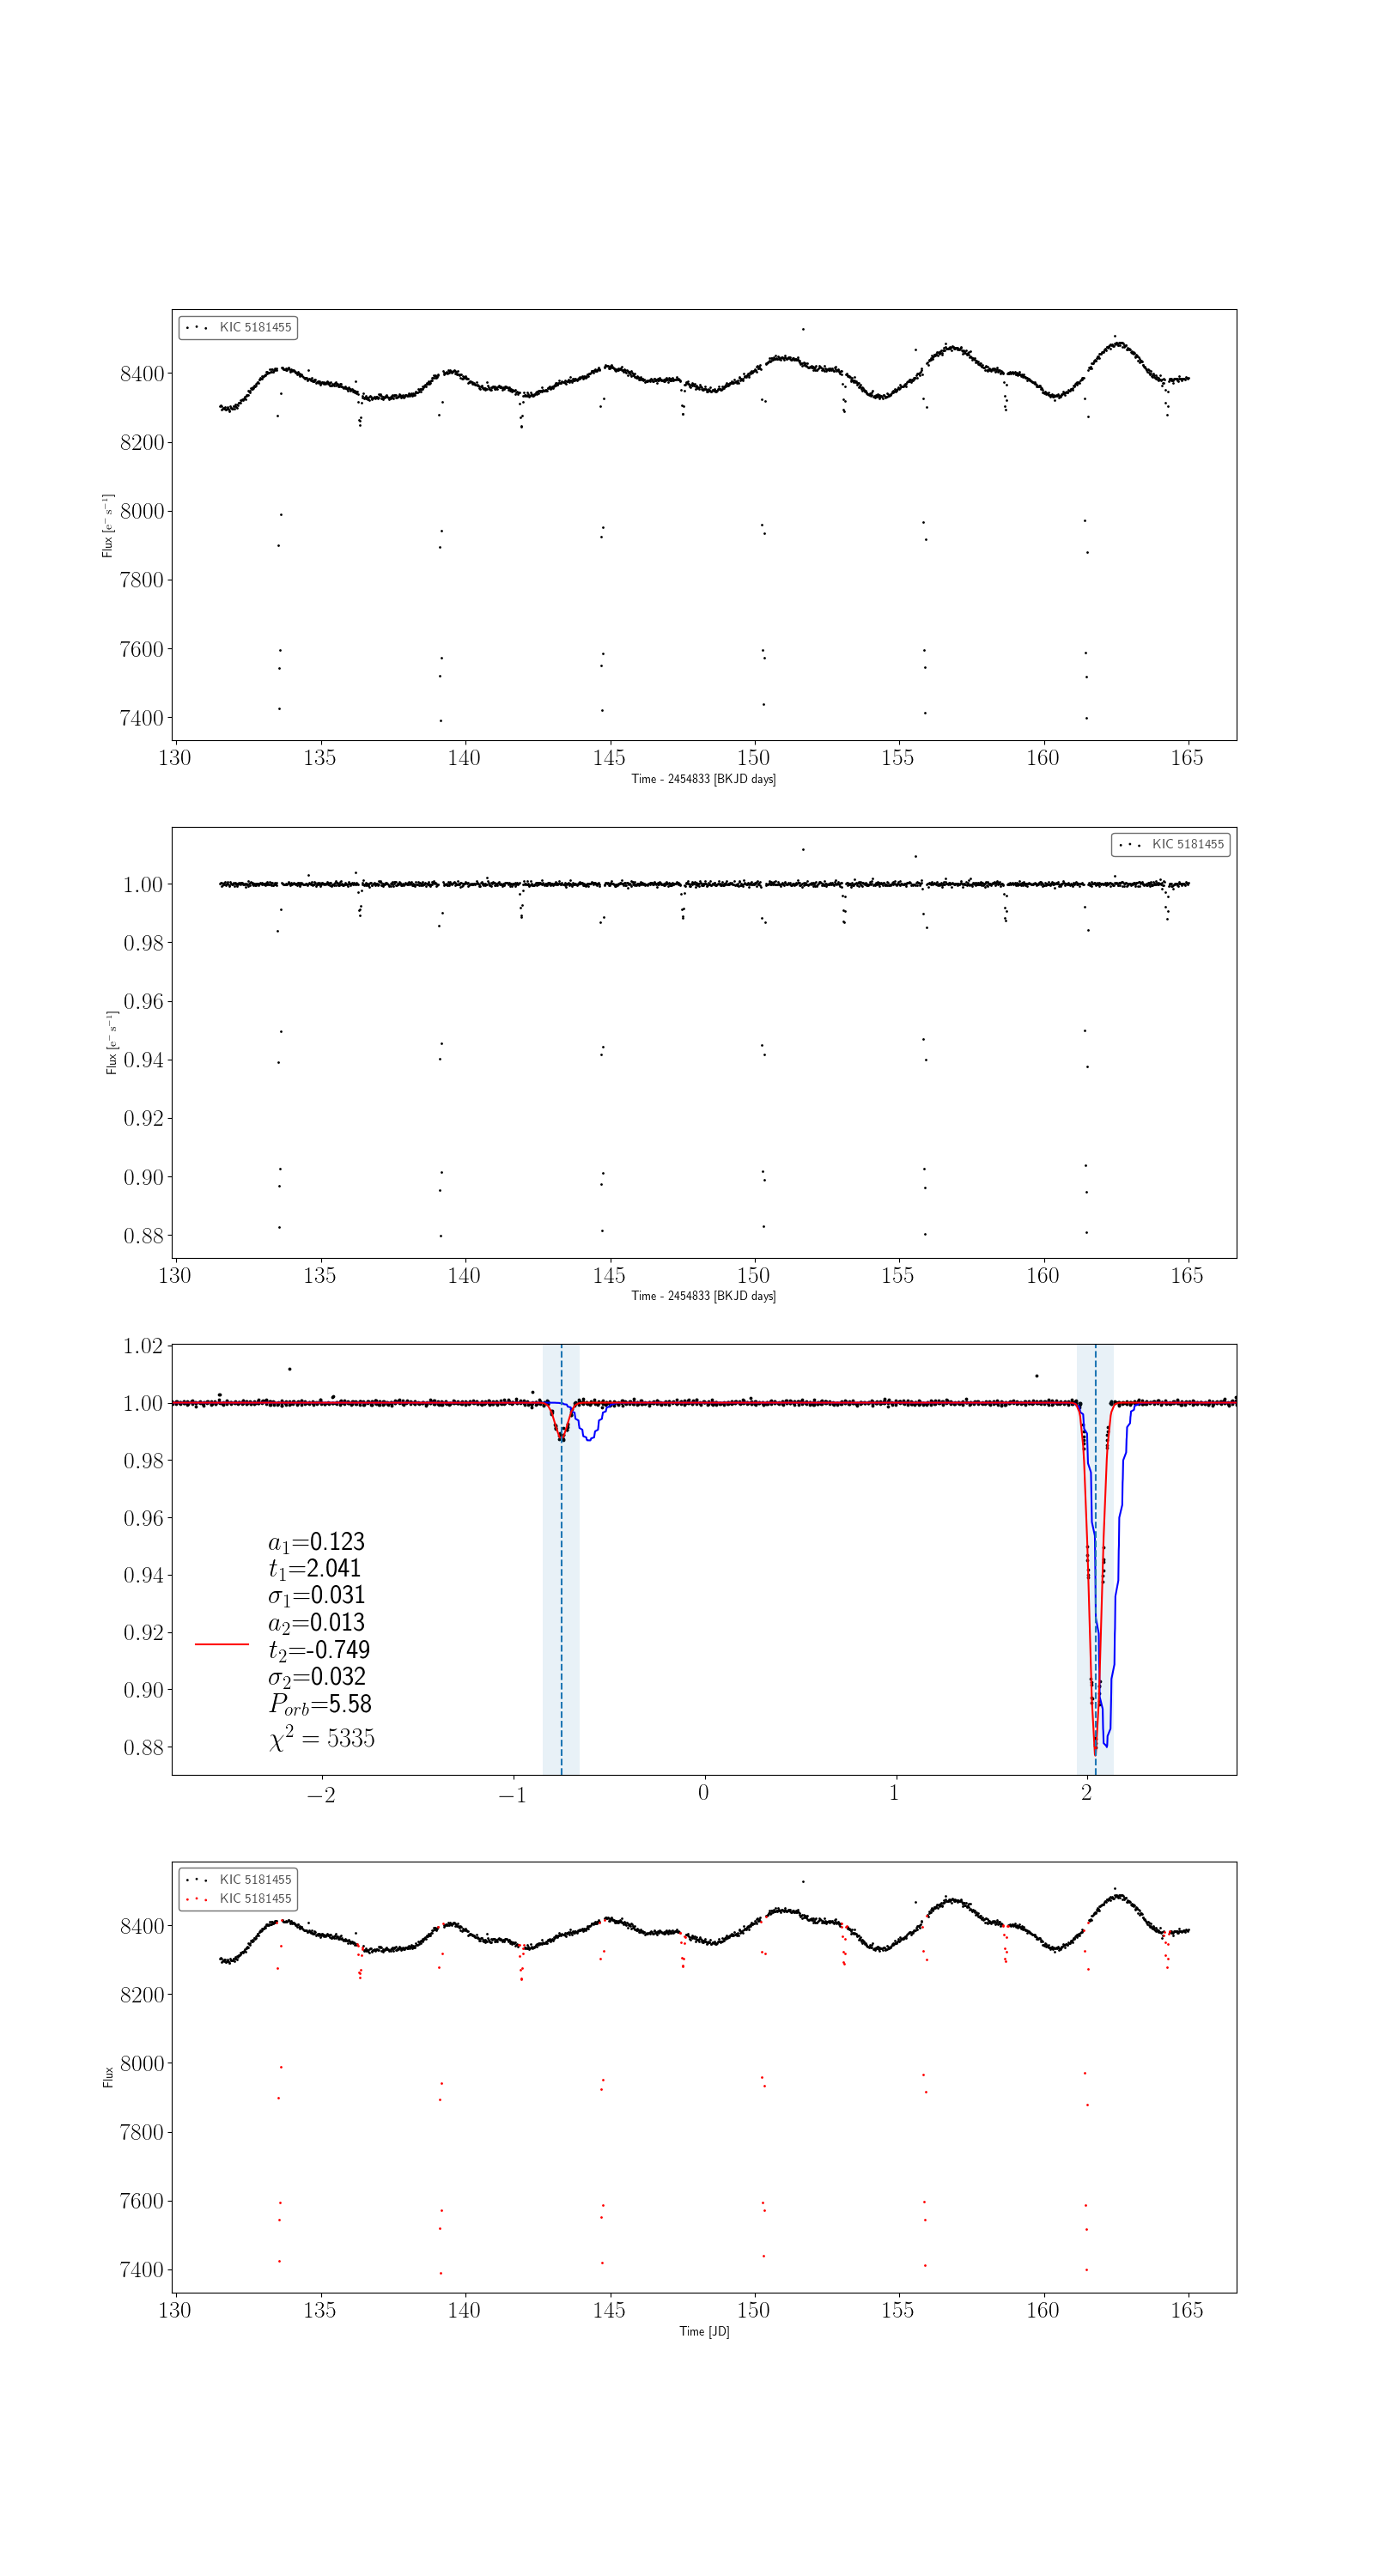 KIC 5181455
8400
8200
8000
7800
7600
7400
Flux [e⁻ s⁻¹]
130 135 140 145 150 155 160 165
Time - 2454833 [BKJD days]
KIC 5181455
1.00
0.98
0.96
0.94
0.92
0.90
0.88
Flux [e⁻ s⁻¹]
130 135 140 145 150 155 160 165
Time - 2454833 [BKJD days]
1.02
1.00
0.98
0.96
0.94
0.92
0.90
0.88
a₁=0.123
t₁=2.041
σ₁=0.031
a₂=0.013
t₂=-0.749
σ₂=0.032
P_orb=5.58
χ² = 5335
−2 −1 0 1 2
KIC 5181455
KIC 5181455
8400
8200
8000
7800
7600
7400
Flux
130 135 140 145 150 155 160 165
Time [JD]